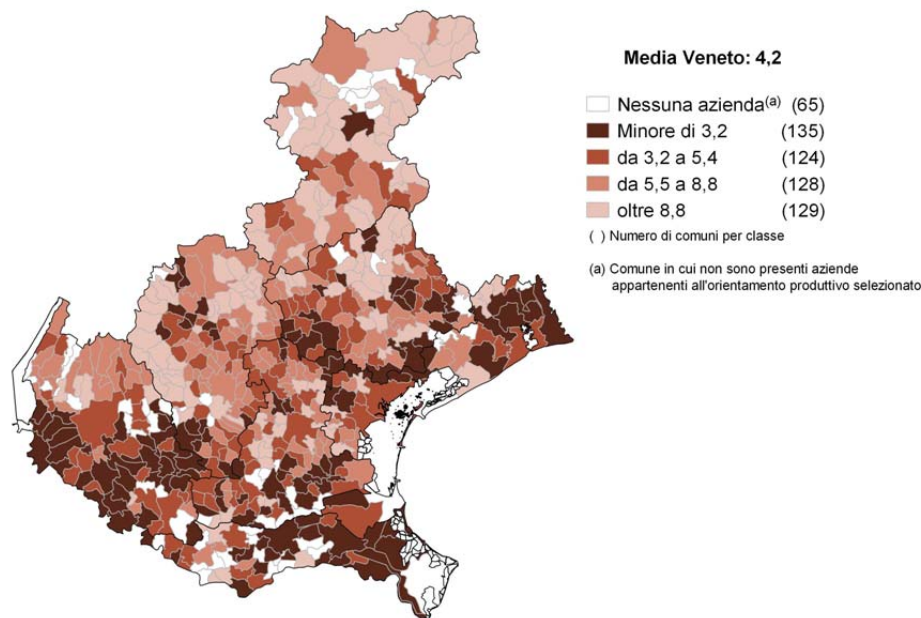 Media Veneto: 4,2
Nessuna azienda(a) (65)
Minore di 3,2 (135)
da 3,2 a 5,4 (124)
da 5,5 a 8,8 (128)
oltre 8,8 (129)
( ) Numero di comuni per classe
(a) Comune in cui non sono presenti aziende
appartenenti all'orientamento produttivo selezionato